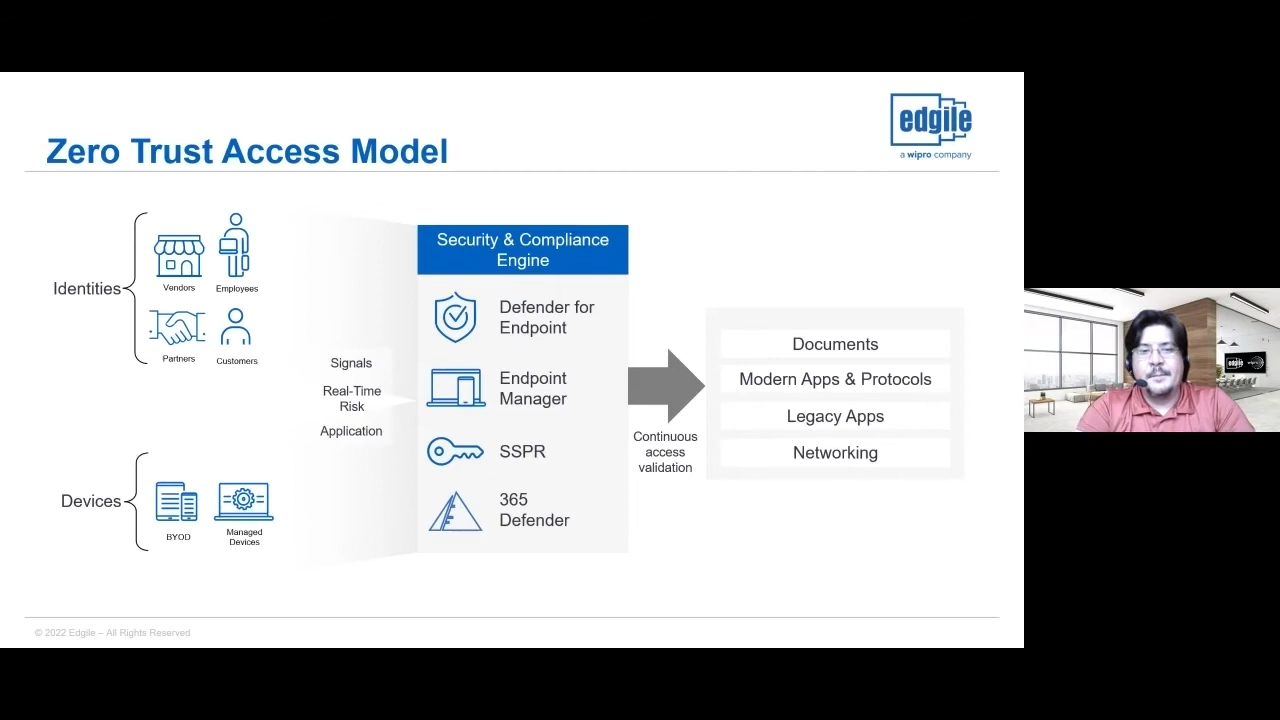 edgile
a wipro company
Zero Trust Access Model
Identities
Vendors
Employees
Partners
Customers
Devices
BYOD
Managed
Devices
Signals
Real-Time
Risk
Application
Security & Compliance
Engine
Defender for
Endpoint
Endpoint
Manager
SSPR
365
Defender
Continuous
access
validation
Documents
Modern Apps & Protocols
Legacy Apps
Networking
© 2022 Edgile – All Rights Reserved
edgile
wipro